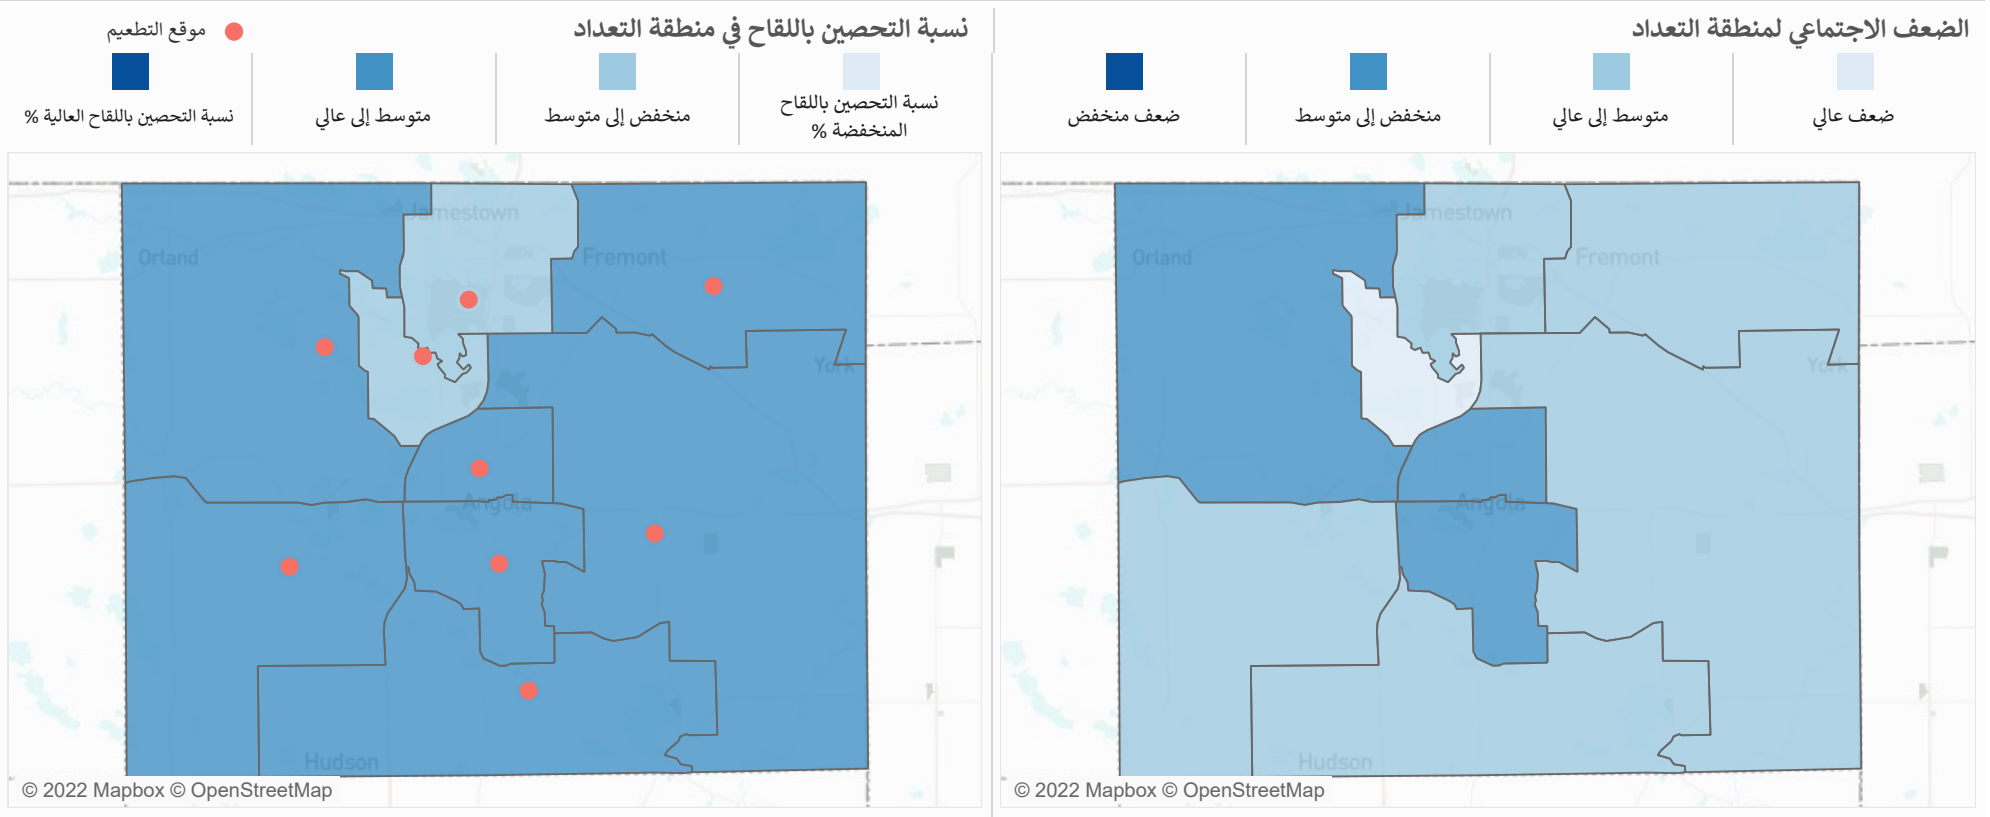 الضعف الاجتماعي لمنطقة التعداد
ضعف عالي
متوسط إلى عالي
منخفض إلى متوسط
ضعف منخفض
Jamestown
Orland
Fremont
York
Angola
Hudson
© 2022 Mapbox © OpenStreetMap
نسبة التحصين باللقاح في منطقة التعداد
موقع التطعيم
نسبة التحصين باللقاح
المنخفضة %
منخفض إلى متوسط
متوسط إلى عالي
نسبة التحصين باللقاح العالية %
Jamestown
Orland
Fremont
York
Angola
Hudson
© 2022 Mapbox © OpenStreetMap